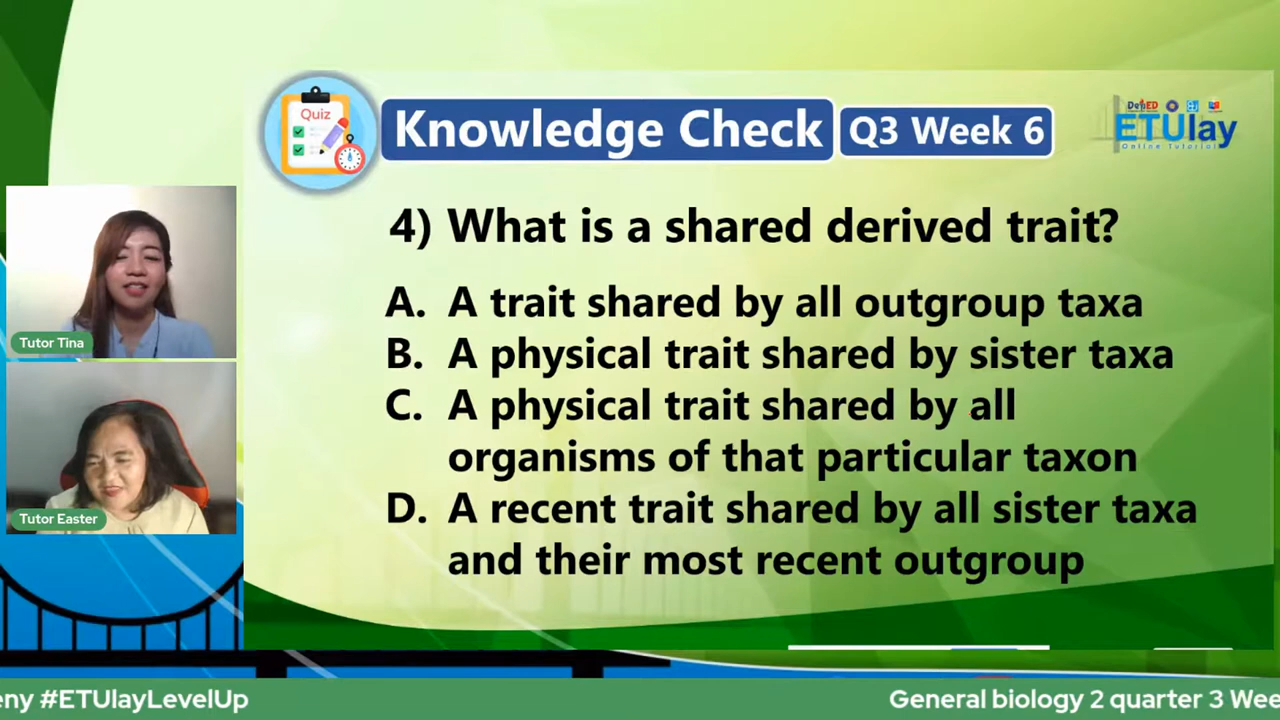 Quiz
Knowledge Check
Q3 Week 6
DepED
ETUlay
Online Tutorial
4) What is a shared derived trait?
A. A trait shared by all outgroup taxa
B. A physical trait shared by sister taxa
C. A physical trait shared by all
organisms of that particular taxon
D. A recent trait shared by all sister taxa
and their most recent outgroup
Tutor Tina
Tutor Easter
eny #ETUlayLevelUp
General biology 2 quarter 3 Wee